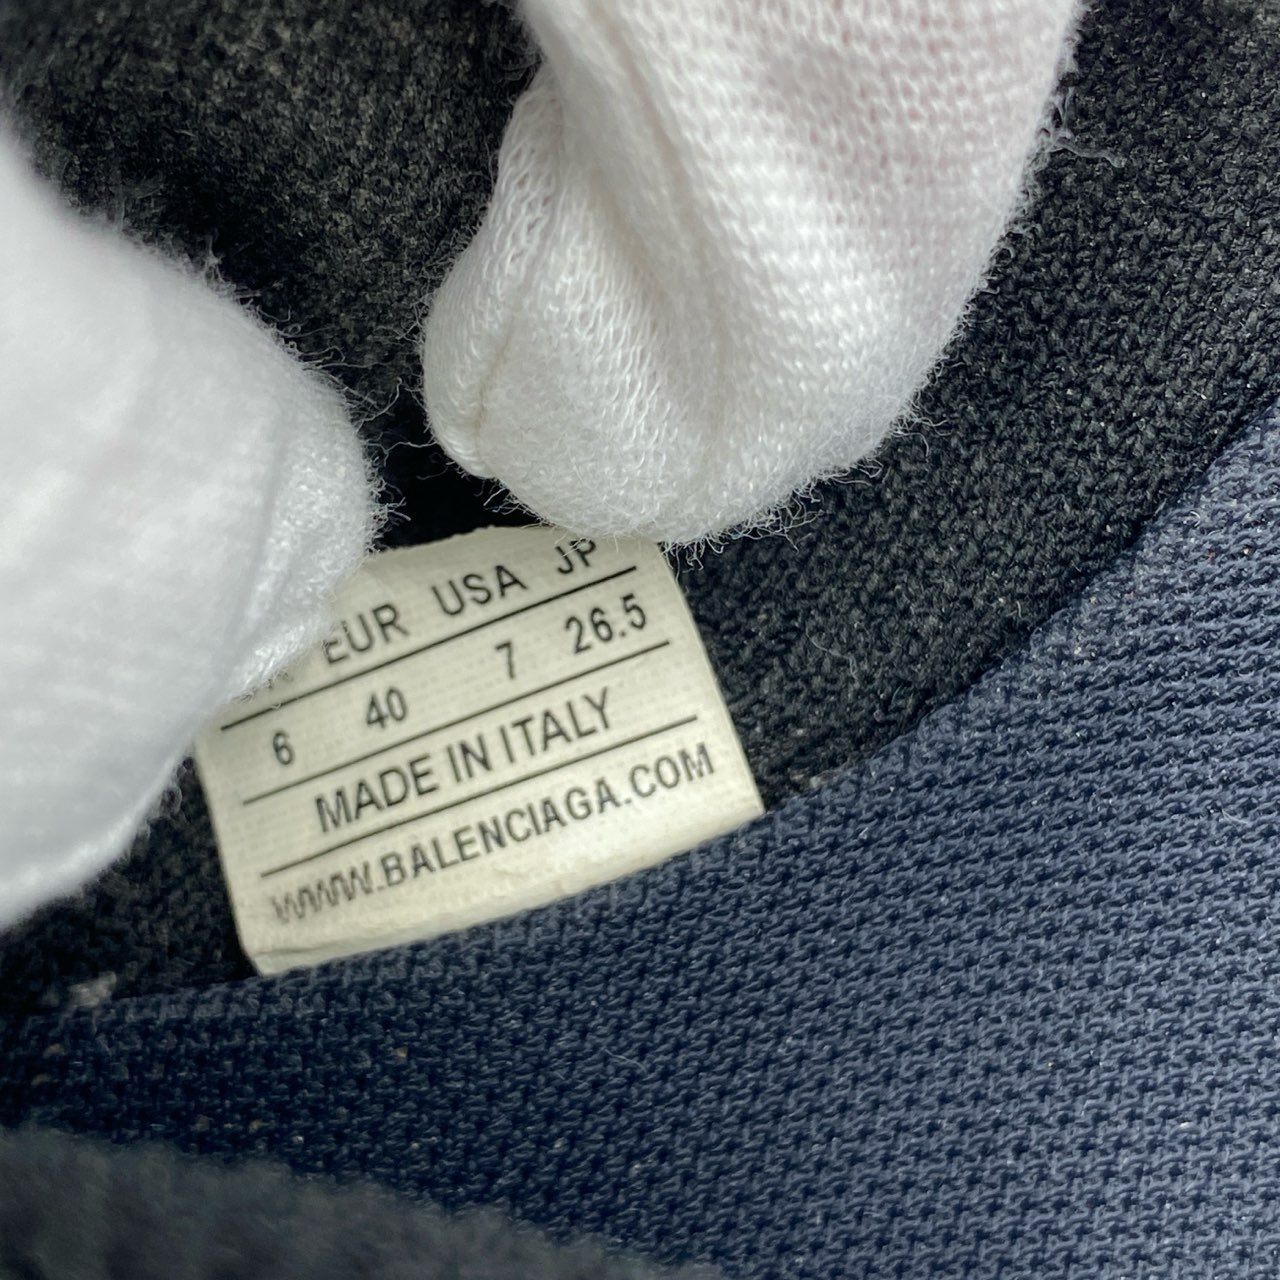 EUR USA JP
6 40 7 26.5
MADE IN ITALY
WWW.BALENCIAGA.COM